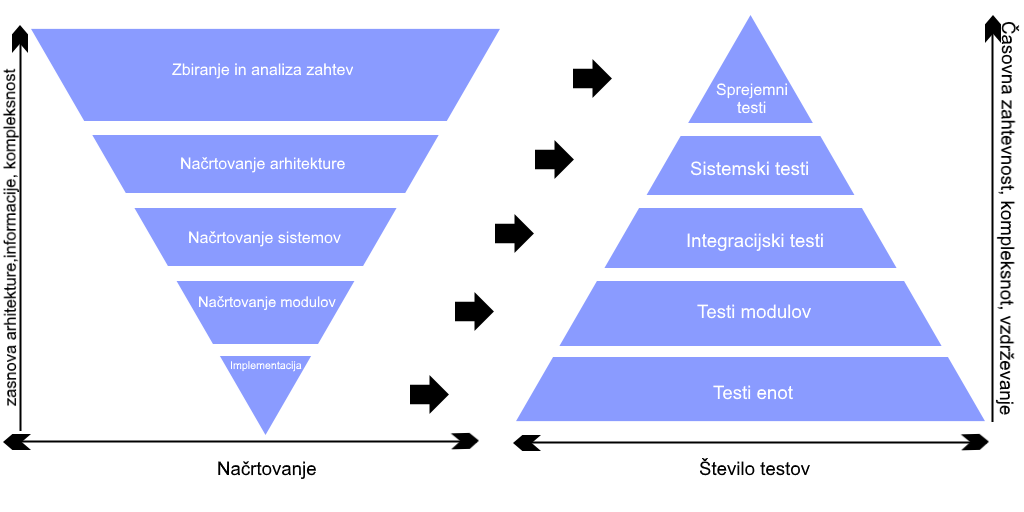 zasnova arhitekture,informacije, kompleksnost
Zbiranje in analiza zahtev
Načrtovanje arhitekture
Načrtovanje sistemov
Načrtovanje modulov
Implementacija
Načrtovanje
Sprejemni
testi
Sistemski testi
Integracijski testi
Testi modulov
Testi enot
Število testov
Časovna zahtevnost, kompleksnot, vzdrževanje